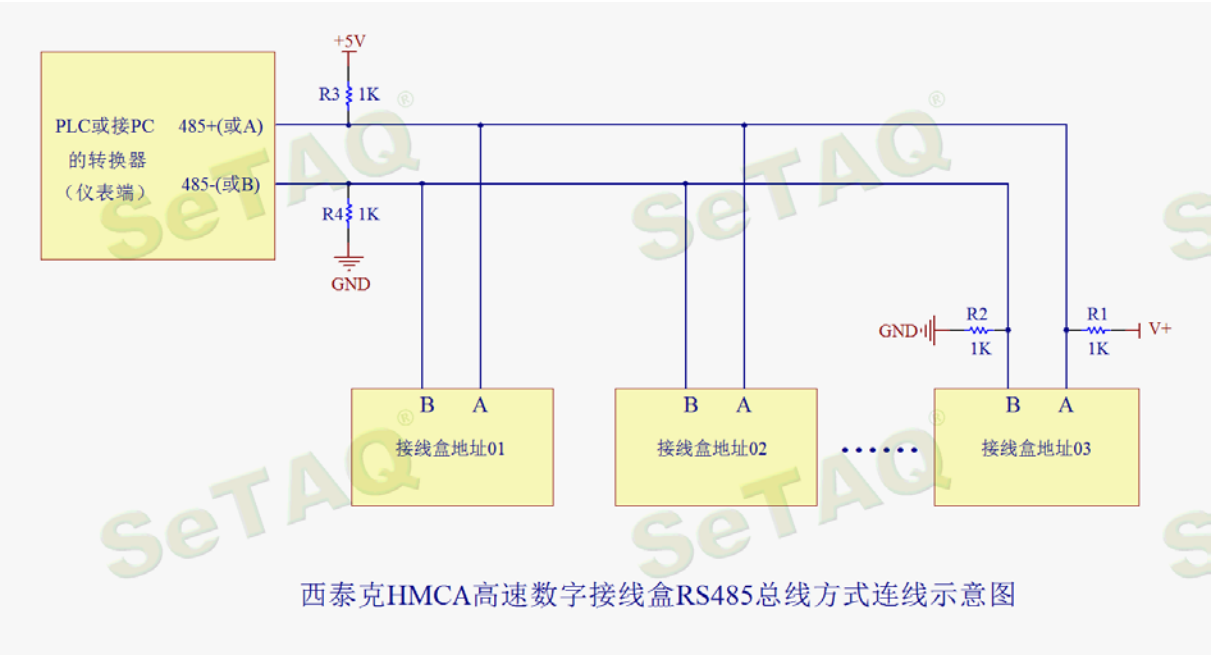 +5V
R3 1K
PLC或接PC 485+(或A)
的转换器
485-(或B)
（仪表端）
R4 1K
GND
R2
R1
GND
V+
1K
1K
B A
B A
B A
接线盒地址01
接线盒地址02
......
接线盒地址03
SeTAQ®
SeTAQ®
SeTAQ®
SeTAQ®
西泰克HMCA高速数字接线盒RS485总线方式连线示意图